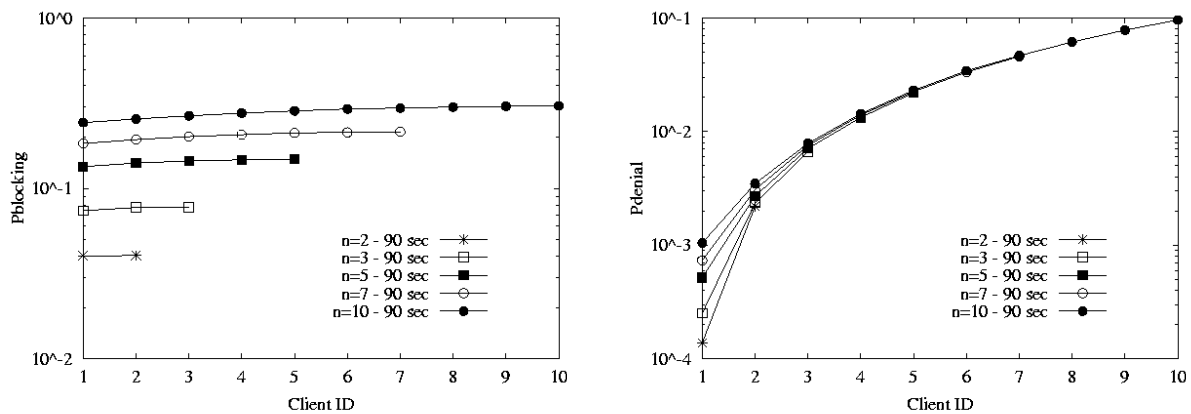 10^0
10^-1
10^-2
Pblocking
n=2 - 90 sec
n=3 - 90 sec
n=5 - 90 sec
n=7 - 90 sec
n=10 - 90 sec
1 2 3 4 5 6 7 8 9 10
Client ID
10^-1
10^-2
10^-3
10^-4
Pdenial
n=2 - 90 sec
n=3 - 90 sec
n=5 - 90 sec
n=7 - 90 sec
n=10 - 90 sec
1 2 3 4 5 6 7 8 9 10
Client ID